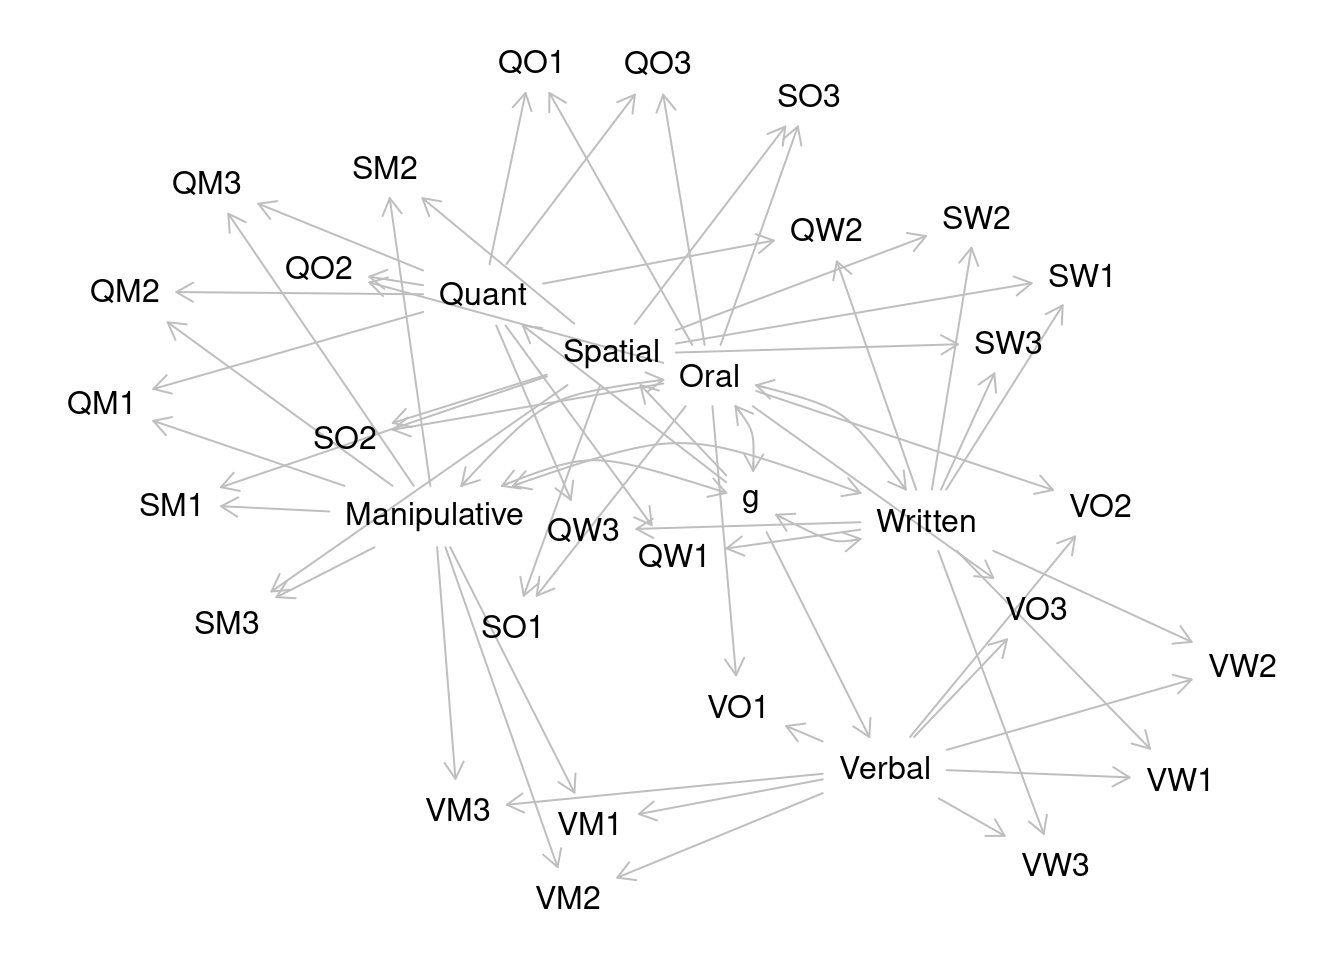 QO1
QO3
SO3
SM2
QM3
SW2
QW2
QO2
SW1
QM2
Quant
SW3
Spatial
Oral
QM1
SO2
g
SM1
VO2
Manipulative
Written
QW3
QW1
VO3
SM3
SO1
VW2
VO1
Verbal
VW1
VM3
VM1
VW3
VM2